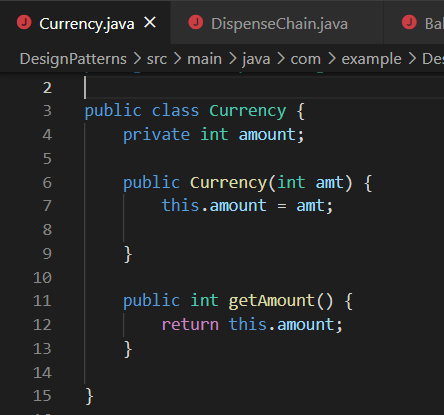 Currency.java
DispenseChain.java
Ba
DesignPatterns > src > main > java > com > example > De
2
3 public class Currency {
4 private int amount;
5
6 public Currency(int amt) {
7 this.amount = amt;
8
9 }
10
11 public int getAmount() {
12 return this.amount;
13 }
14
15 }